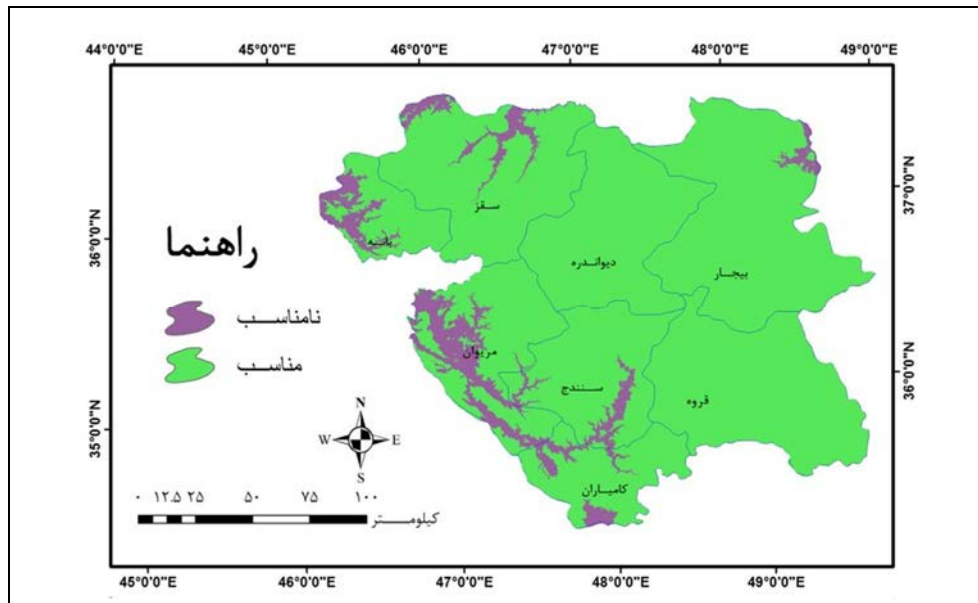 44°0'0"E 45°0'0"E 46°0'0"E 47°0'0"E 48°0'0"E 49°0'0"E
37°0'0"N
36°0'0"N
سقز
بانه
دیواندره
بیجار
راهنما
نامناسب
مناسب
مریوان
سنندج
قروه
36°0'0"N
35°0'0"N
N
W E
S
کامیاران
۰ ۱۲.۵ ۲۵ ۵۰ ۷۵ ۱۰۰
کیلومتر
45°0'0"E 46°0'0"E 47°0'0"E 48°0'0"E 49°0'0"E